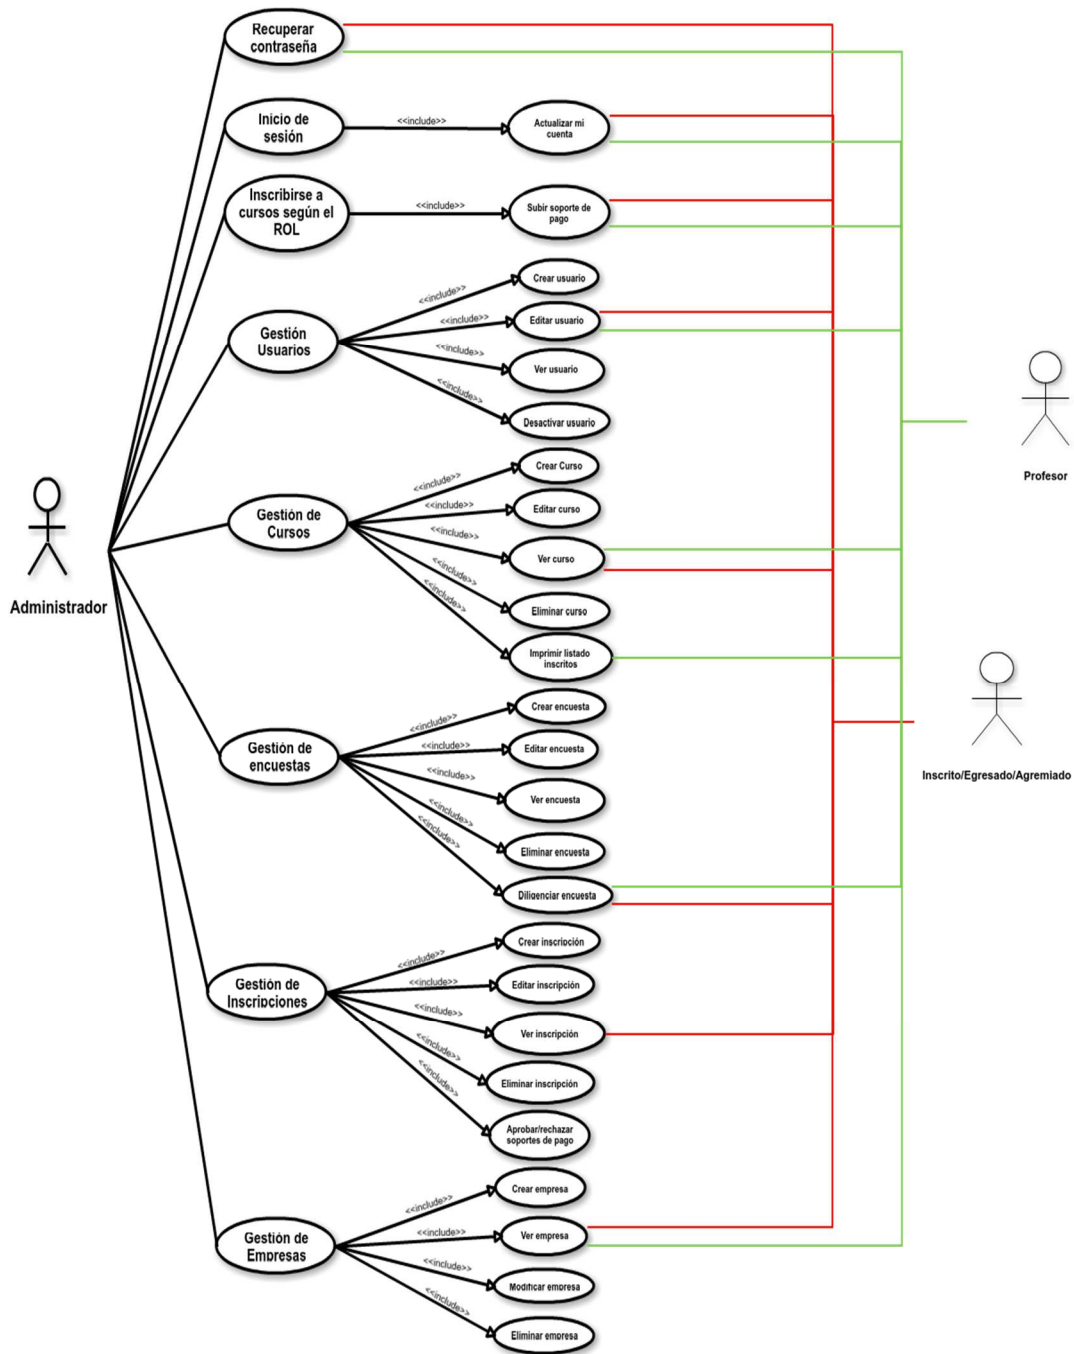 Recuperar
contraseña
Inicio de
sesión
<<include>>
Actualizar mi
cuenta
Inscribirse a
cursos según el
ROL
<<include>>
Subir soporte de
pago
Gestión
Usuarios
<<include>>
Crear usuario
<<include>>
Editar usuario
<<include>>
Ver usuario
<<include>>
Desactivar usuario
Profesor
Administrador
Gestión de
Cursos
<<include>>
Crear Curso
<<include>>
Editar curso
<<include>>
Ver curso
<<include>>
Eliminar curso
<<include>>
Imprimir listado
inscritos
Inscrito/Egresado/Agremiado
Gestión de
encuestas
<<include>>
Crear encuesta
<<include>>
Editar encuesta
<<include>>
Ver encuesta
<<include>>
Eliminar encuesta
<<include>>
Diligenciar encuesta
Gestión de
Inscripciones
<<include>>
Crear inscripción
<<include>>
Editar inscripción
<<include>>
Ver inscripción
<<include>>
Eliminar inscripción
<<include>>
Aprobar/rechazar
soportes de pago
Gestión de
Empresas
<<include>>
Crear empresa
<<include>>
Ver empresa
<<include>>
Modificar empresa
<<include>>
Eliminar empresa